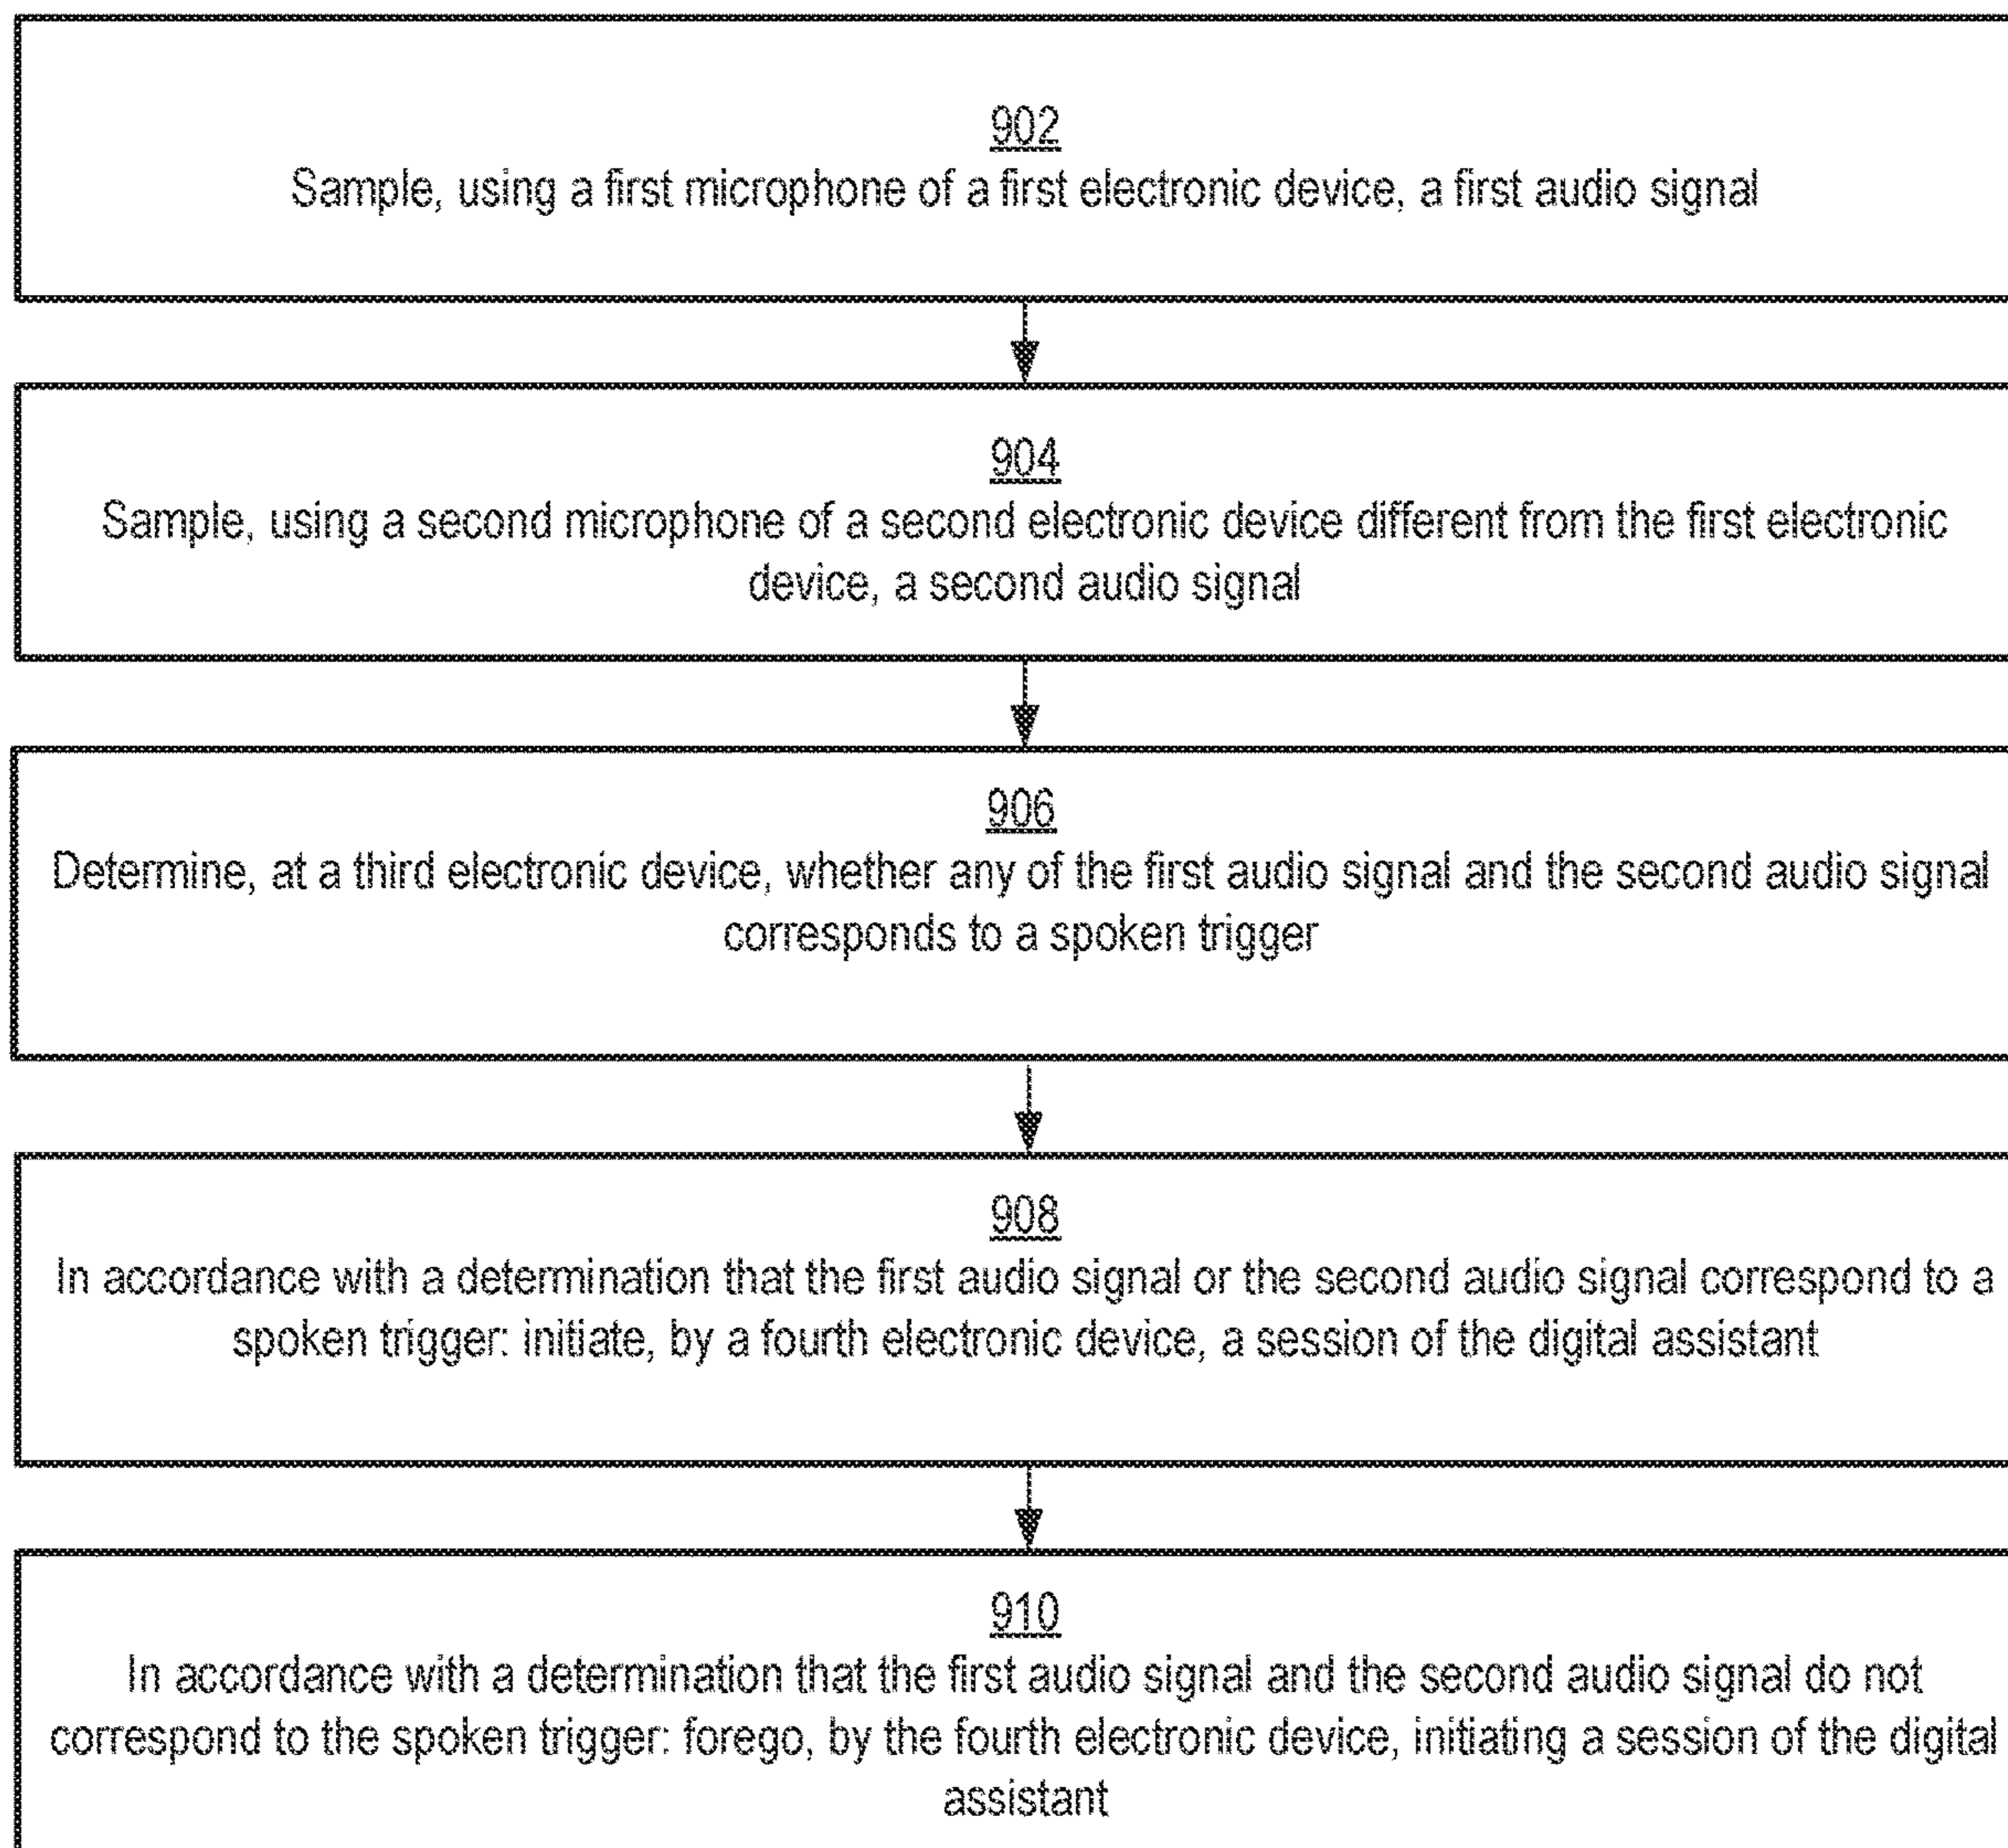 902
Sample, using a first microphone of a first electronic device, a first audio signal
904
Sample, using a second microphone of a second electronic device different from the first electronic
device, a second audio signal
906
Determine, at a third electronic device, whether any of the first audio signal and the second audio signal
corresponds to a spoken trigger
908
In accordance with a determination that the first audio signal or the second audio signal correspond to a
spoken trigger: initiate, by a fourth electronic device, a session of the digital assistant
910
In accordance with a determination that the first audio signal and the second audio signal do not
correspond to the spoken trigger: forego, by the fourth electronic device, initiating a session of the digital
assistant